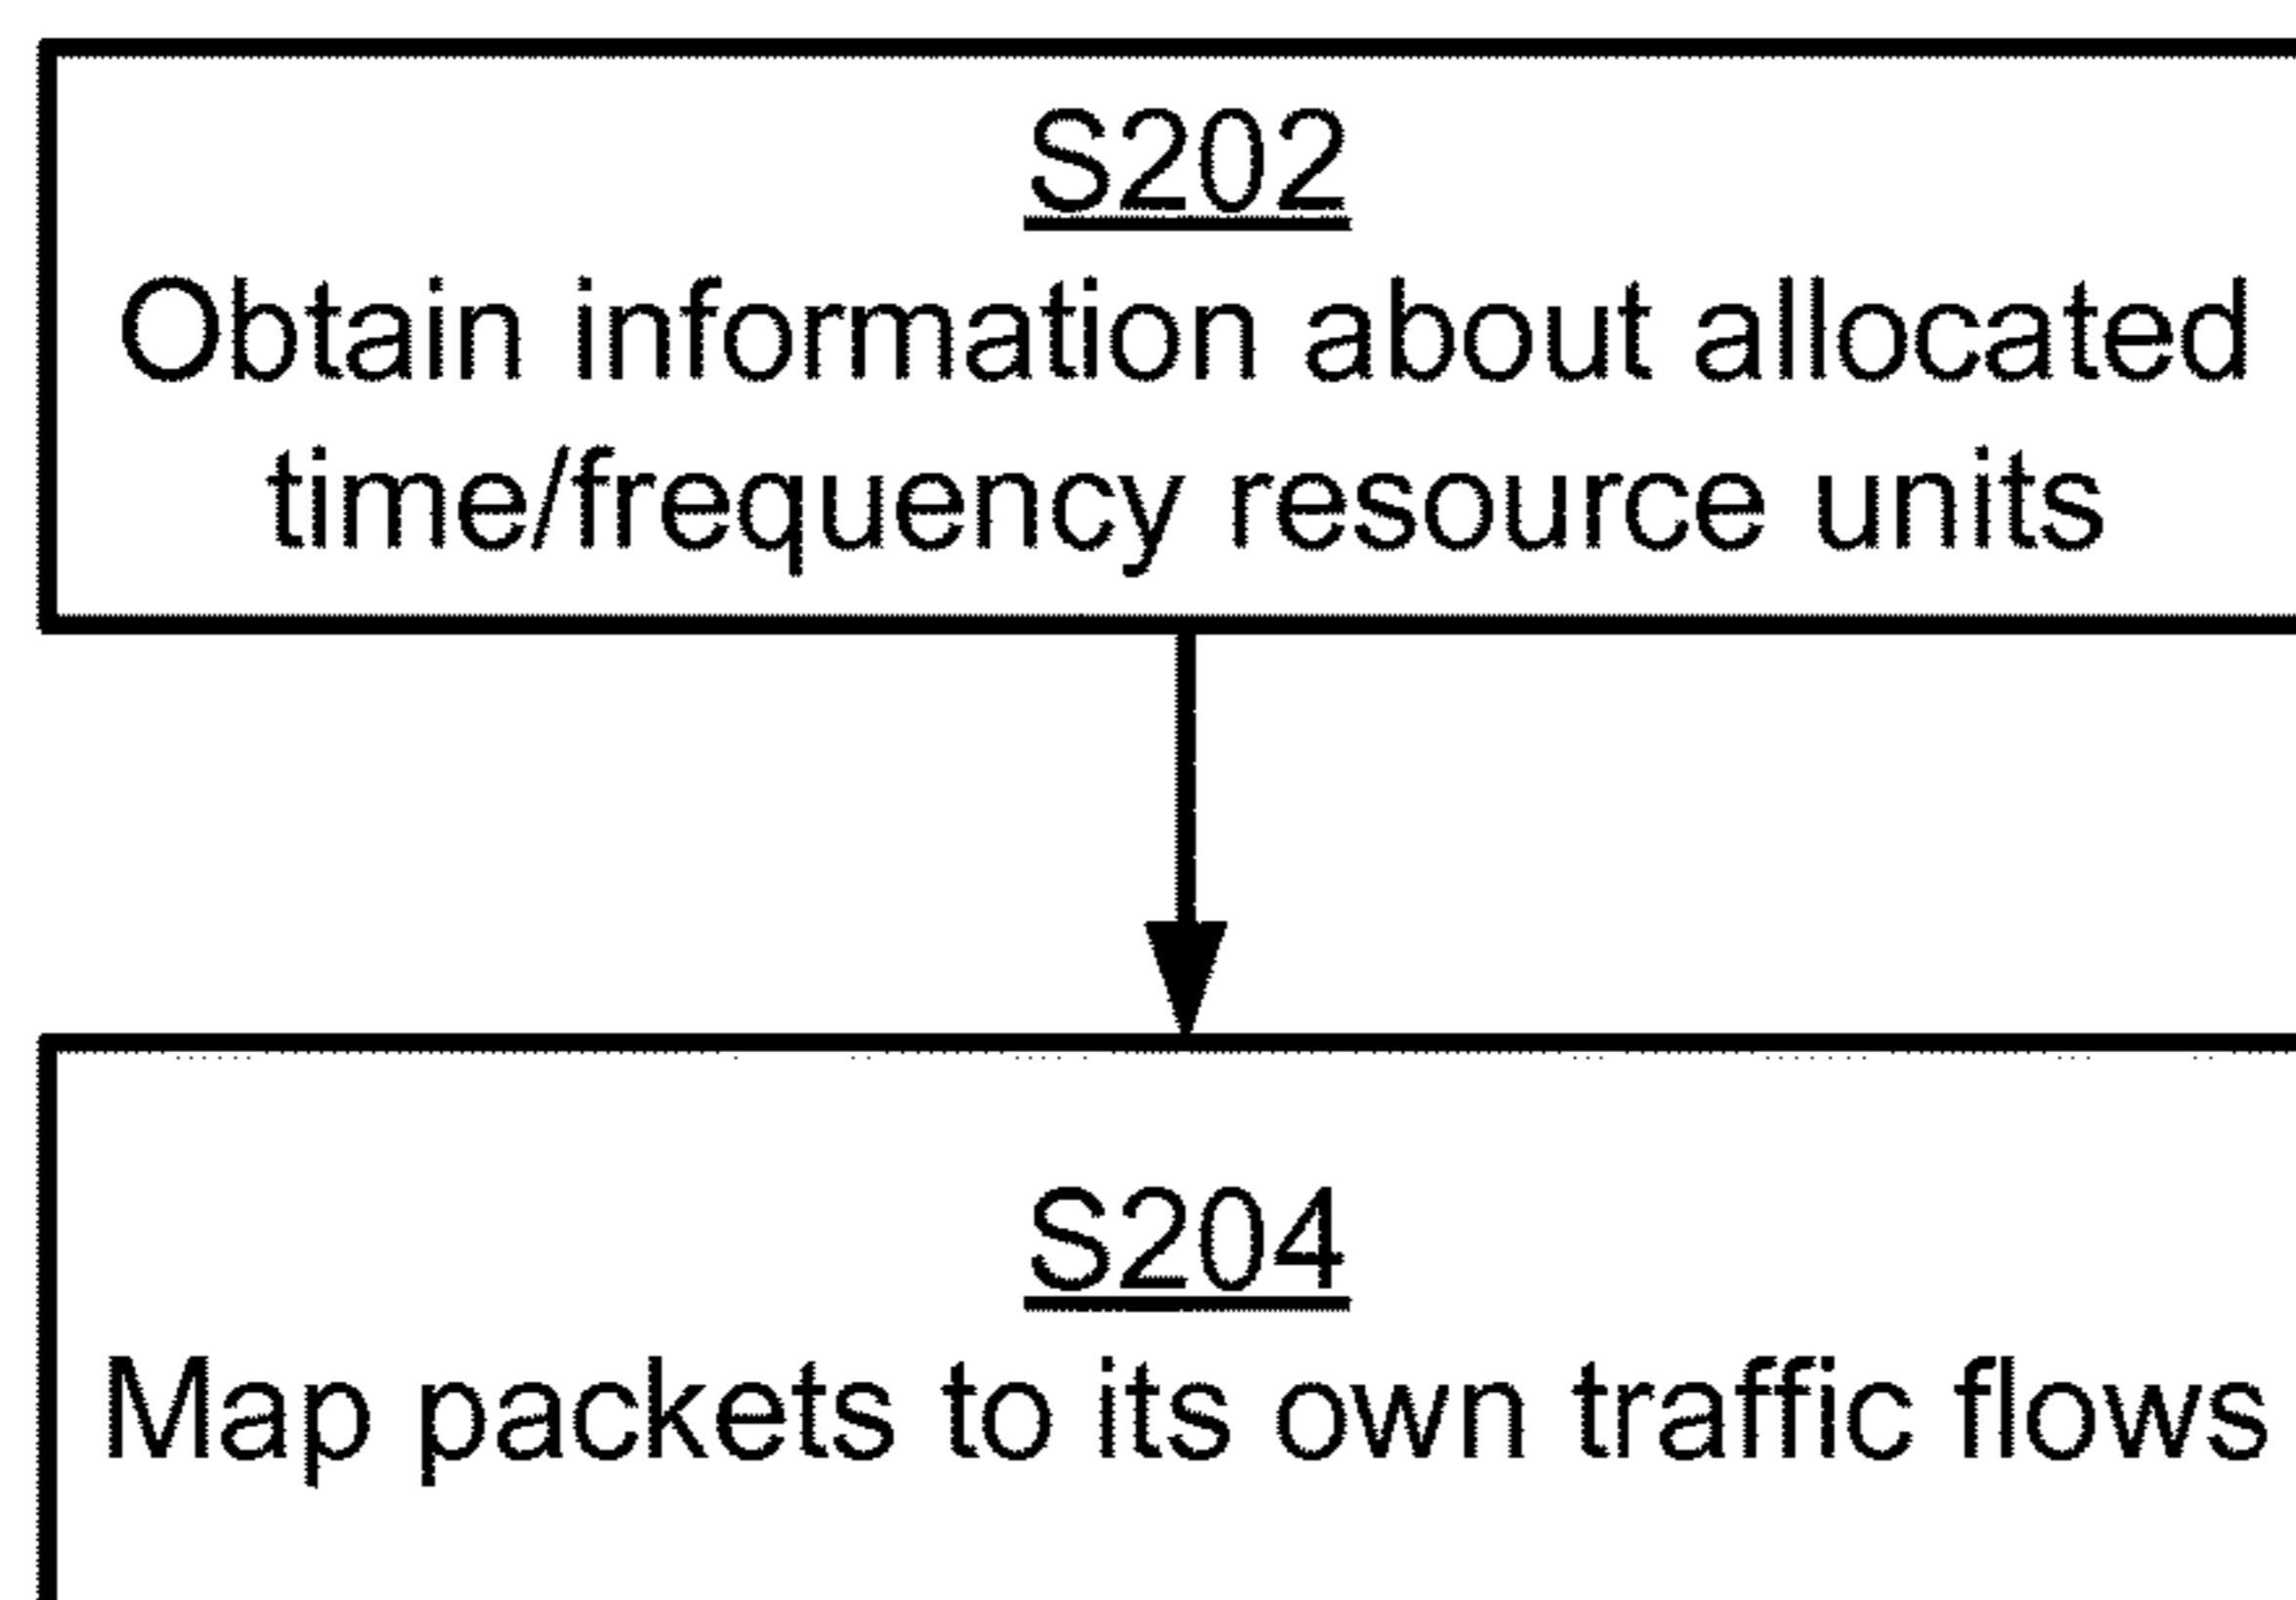 S202
Obtain information about allocated
time/frequency resource units
S204
Map packets to its own traffic flows